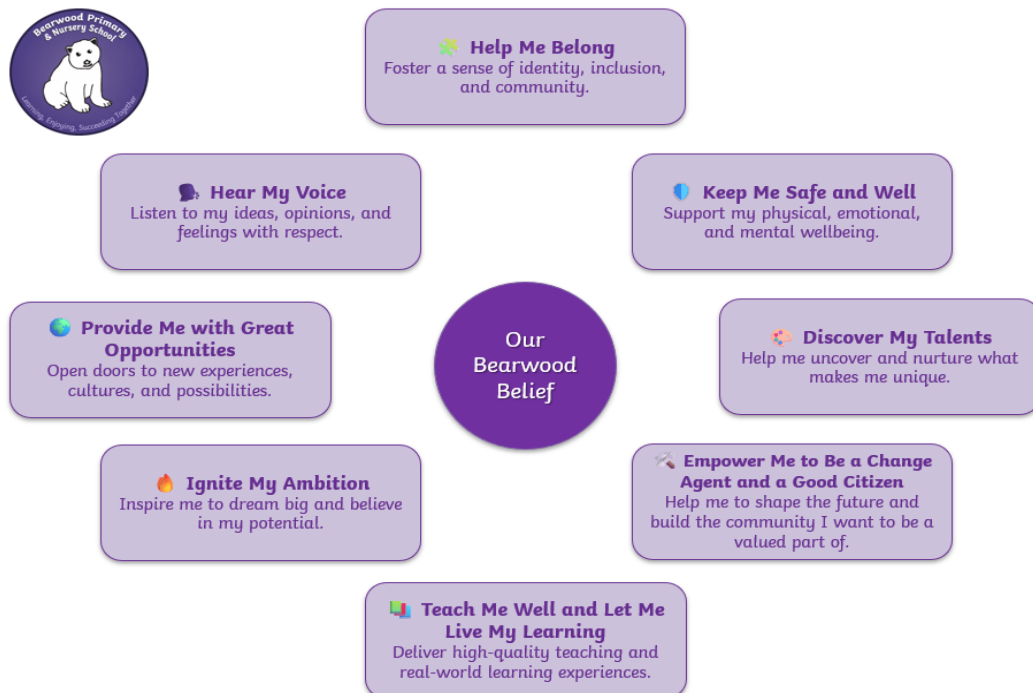 Bearwood Primary
& Nursery School
Learning, Enjoying, Succeeding Together
Help Me Belong
Foster a sense of identity, inclusion,
and community.
Hear My Voice
Listen to my ideas, opinions, and
feelings with respect.
Keep Me Safe and Well
Support my physical, emotional,
and mental wellbeing.
Provide Me with Great
Opportunities
Open doors to new experiences,
cultures, and possibilities.
Our
Bearwood
Belief
Discover My Talents
Help me uncover and nurture what
makes me unique.
Ignite My Ambition
Inspire me to dream big and believe
in my potential.
Empower Me to Be a Change
Agent and a Good Citizen
Help me to shape the future and
build the community I want to be a
valued part of.
Teach Me Well and Let Me
Live My Learning
Deliver high-quality teaching and
real-world learning experiences.